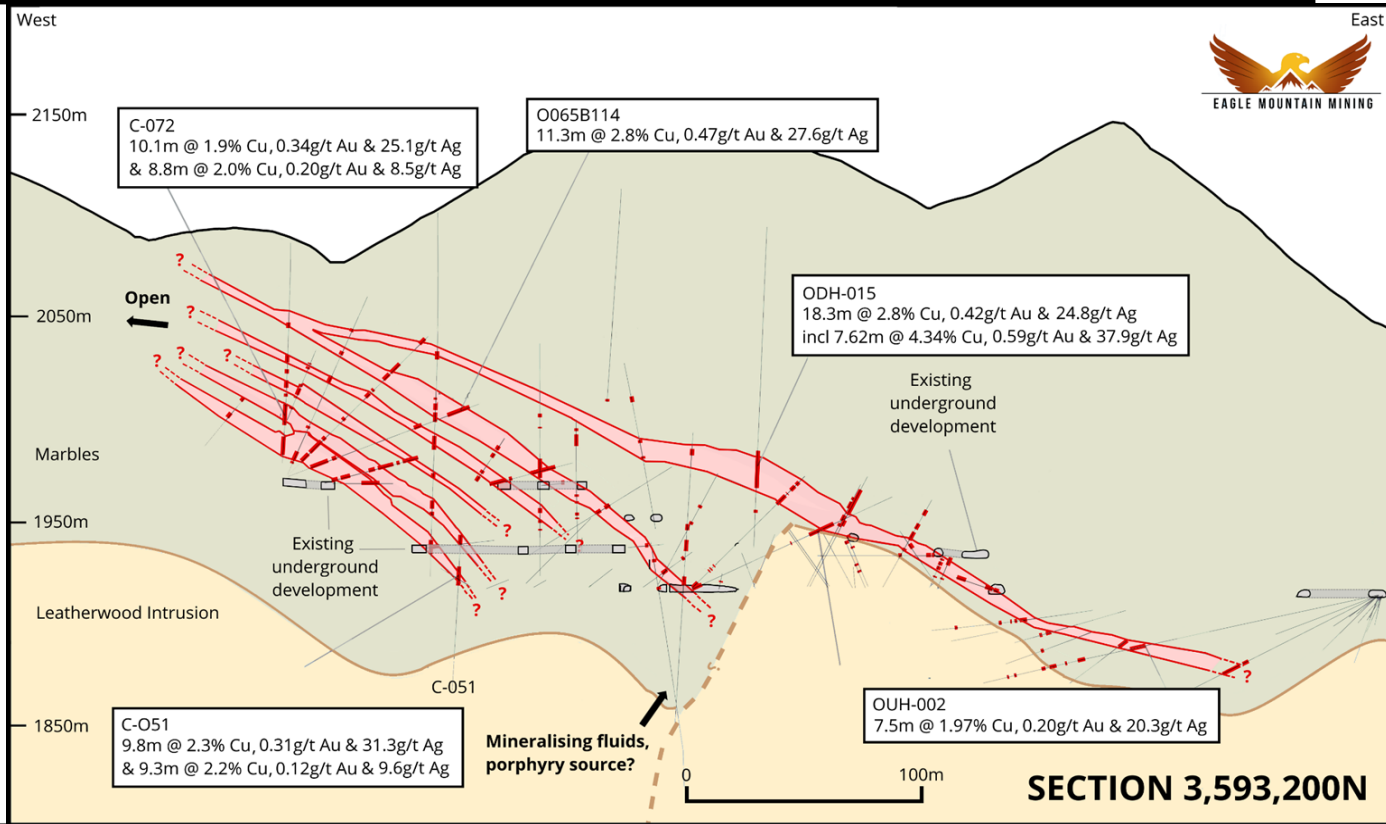 West
East
EAGLE MOUNTAIN MINING
2150m
C-072
10.1m @ 1.9% Cu, 0.34g/t Au & 25.1g/t Ag
& 8.8m @ 2.0% Cu, 0.20g/t Au & 8.5g/t Ag
O065B114
11.3m @ 2.8% Cu, 0.47g/t Au & 27.6g/t Ag
?
Open
?
2050m
?
?
?
ODH-015
18.3m @ 2.8% Cu, 0.42g/t Au & 24.8g/t Ag
incl 7.62m @ 4.34% Cu, 0.59g/t Au & 37.9g/t Ag
Existing
underground
development
Marbles
1950m
?
?
Existing
underground
development
?
?
?
?
?
Leatherwood Intrusion
C-051
OUH-002
7.5m @ 1.97% Cu, 0.20g/t Au & 20.3g/t Ag
1850m
C-O51
9.8m @ 2.3% Cu, 0.31g/t Au & 31.3g/t Ag
& 9.3m @ 2.2% Cu, 0.12g/t Au & 9.6g/t Ag
Mineralising fluids,
porphyry source?
0
100m
SECTION 3,593,200N